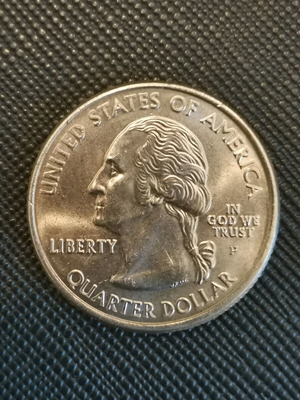 UNITED STATES OF AMERICA
LIBERTY
IN
GOD WE
TRUST
P
QUARTER DOLLAR